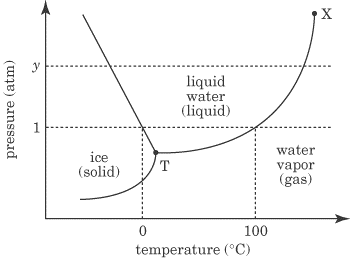 X
y
liquid
water
(liquid)
pressure (atm)
1
ice
(solid)
T
water
vapor
(gas)
0
100
temperature (°C)